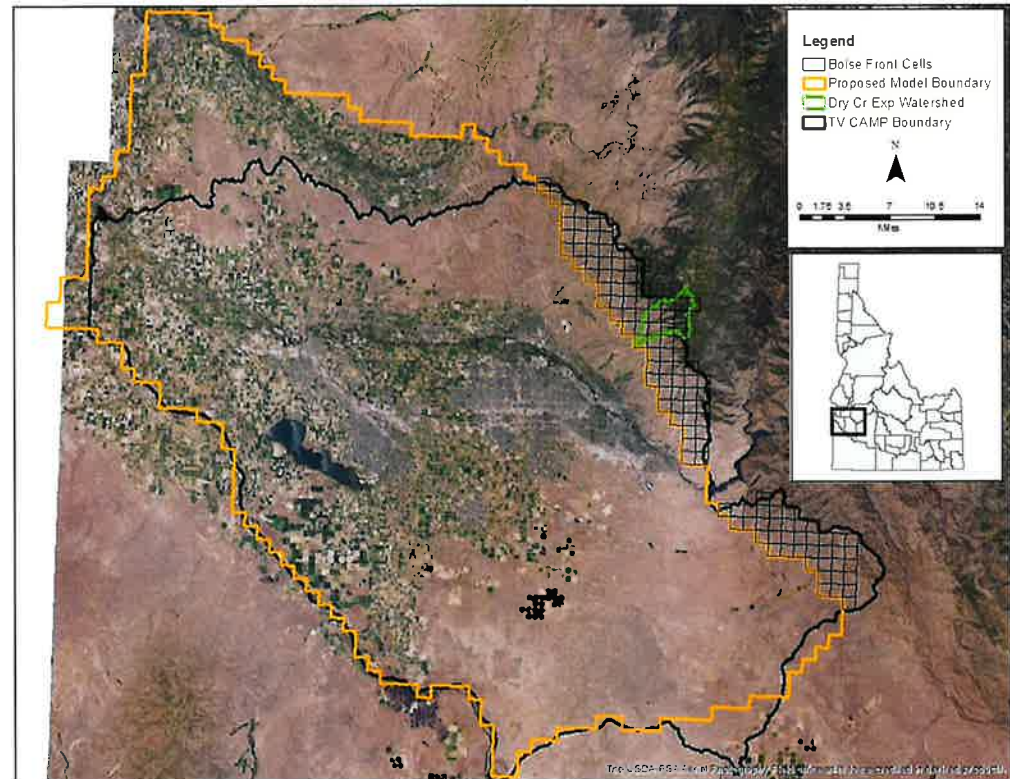 Legend
Boise Front Cells
Proposed Model Boundary
Dry Cr Exp Watershed
TV CAMP Boundary
N
0 1.75 3.5 7 10.5 14
Miles